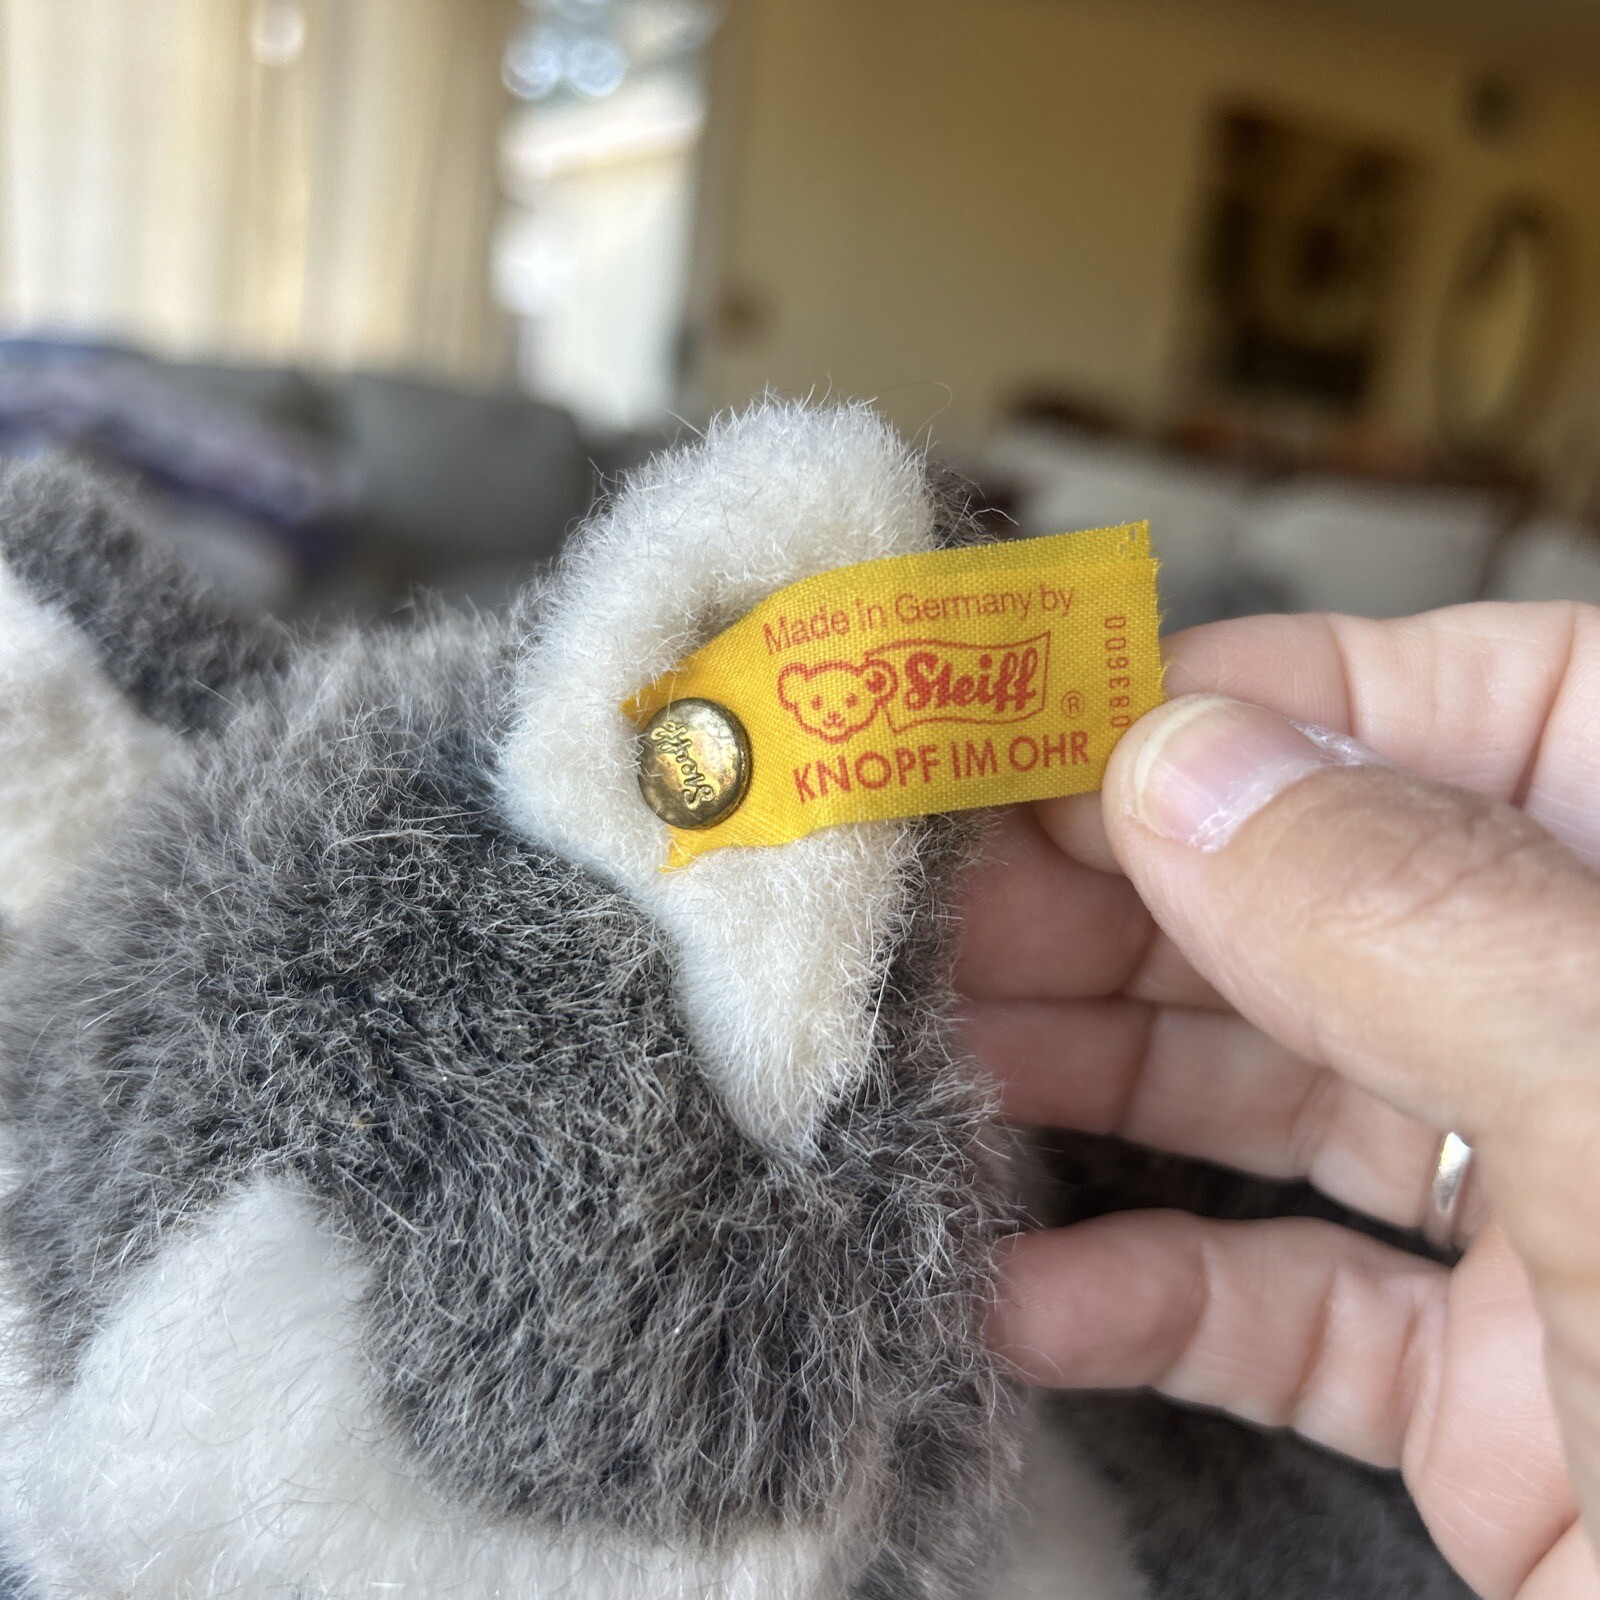 Made in Germany by
Steiff
®
KNOPF IM OHR
083600
Steiff